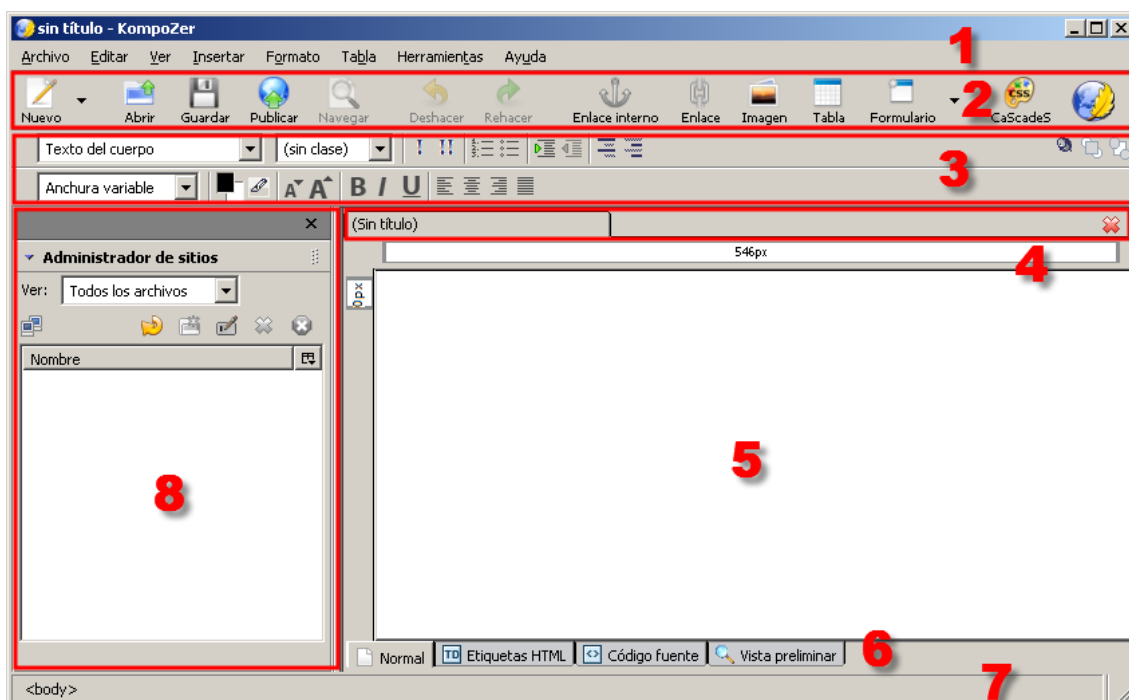 sin título - KompoZer
Archivo Editar Ver Insertar Formato Tabla Herramientas Ayuda
1
Nuevo Abrir Guardar Publicar Navegar Deshacer Rehacer Enlace interno Enlace Imagen Tabla Formulario CaScadeS
CSS
2
Texto del cuerpo (sin clase)
3
Anchura variable A A B I U
(Sin título)
4
Administrador de sitios
546px
Ver: Todos los archivos
0px
Nombre
5
8
Normal TD Etiquetas HTML Código fuente Vista preliminar
6
<body>
7